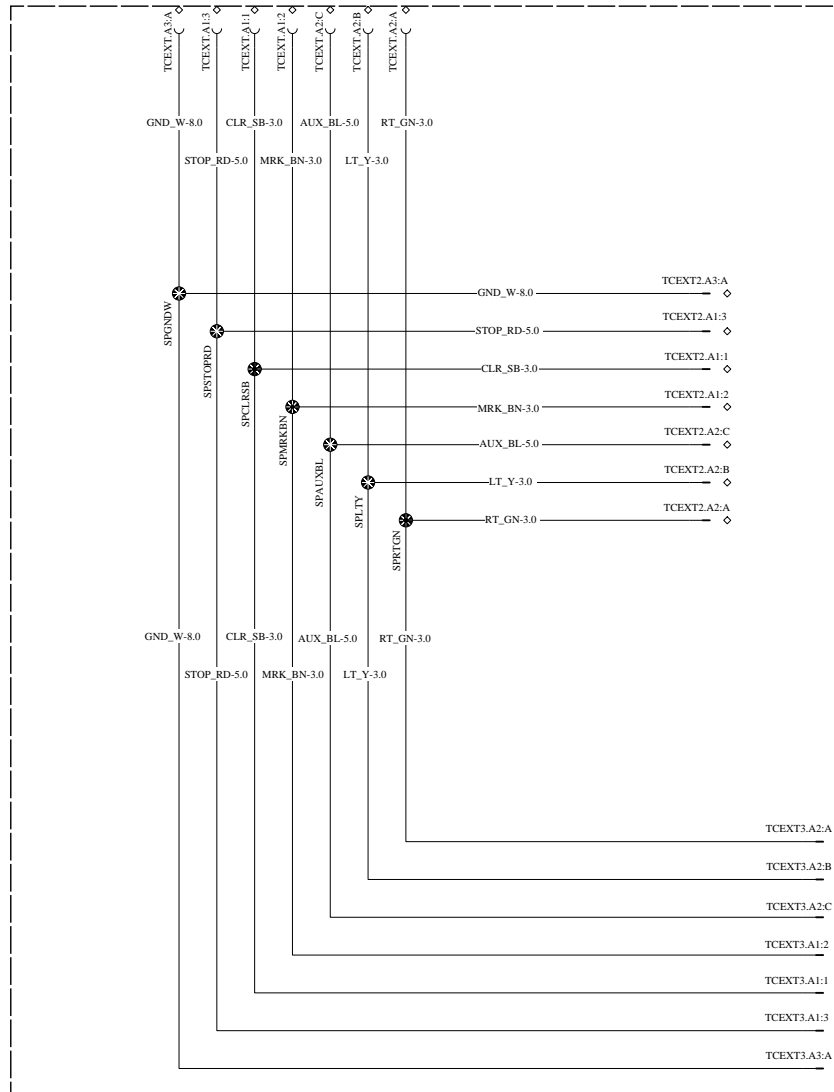 TCEXT.A3:A
TCEXT.A1:3
TCEXT.A1:1
TCEXT.A1:2
TCEXT.A2:C
TCEXT.A2:B
TCEXT.A2:A
GND_W-8.0
CLR_SB-3.0
AUX_BL-5.0
RT_GN-3.0
STOP_RD-5.0
MRK_BN-3.0
LT_Y-3.0
TCEXT2.A3:A
GND_W-8.0
SPGNDW
TCEXT2.A1:3
STOP_RD-5.0
SPSTOPRD
TCEXT2.A1:1
CLR_SB-3.0
SPCLRSB
TCEXT2.A1:2
MRK_BN-3.0
SPMRKBN
TCEXT2.A2:C
AUX_BL-5.0
SPAUXBL
TCEXT2.A2:B
LT_Y-3.0
SPLTY
TCEXT2.A2:A
RT_GN-3.0
SPRTGN
GND_W-8.0
CLR_SB-3.0
AUX_BL-5.0
RT_GN-3.0
STOP_RD-5.0
MRK_BN-3.0
LT_Y-3.0
TCEXT3.A2:A
TCEXT3.A2:B
TCEXT3.A2:C
TCEXT3.A1:2
TCEXT3.A1:1
TCEXT3.A1:3
TCEXT3.A3:A